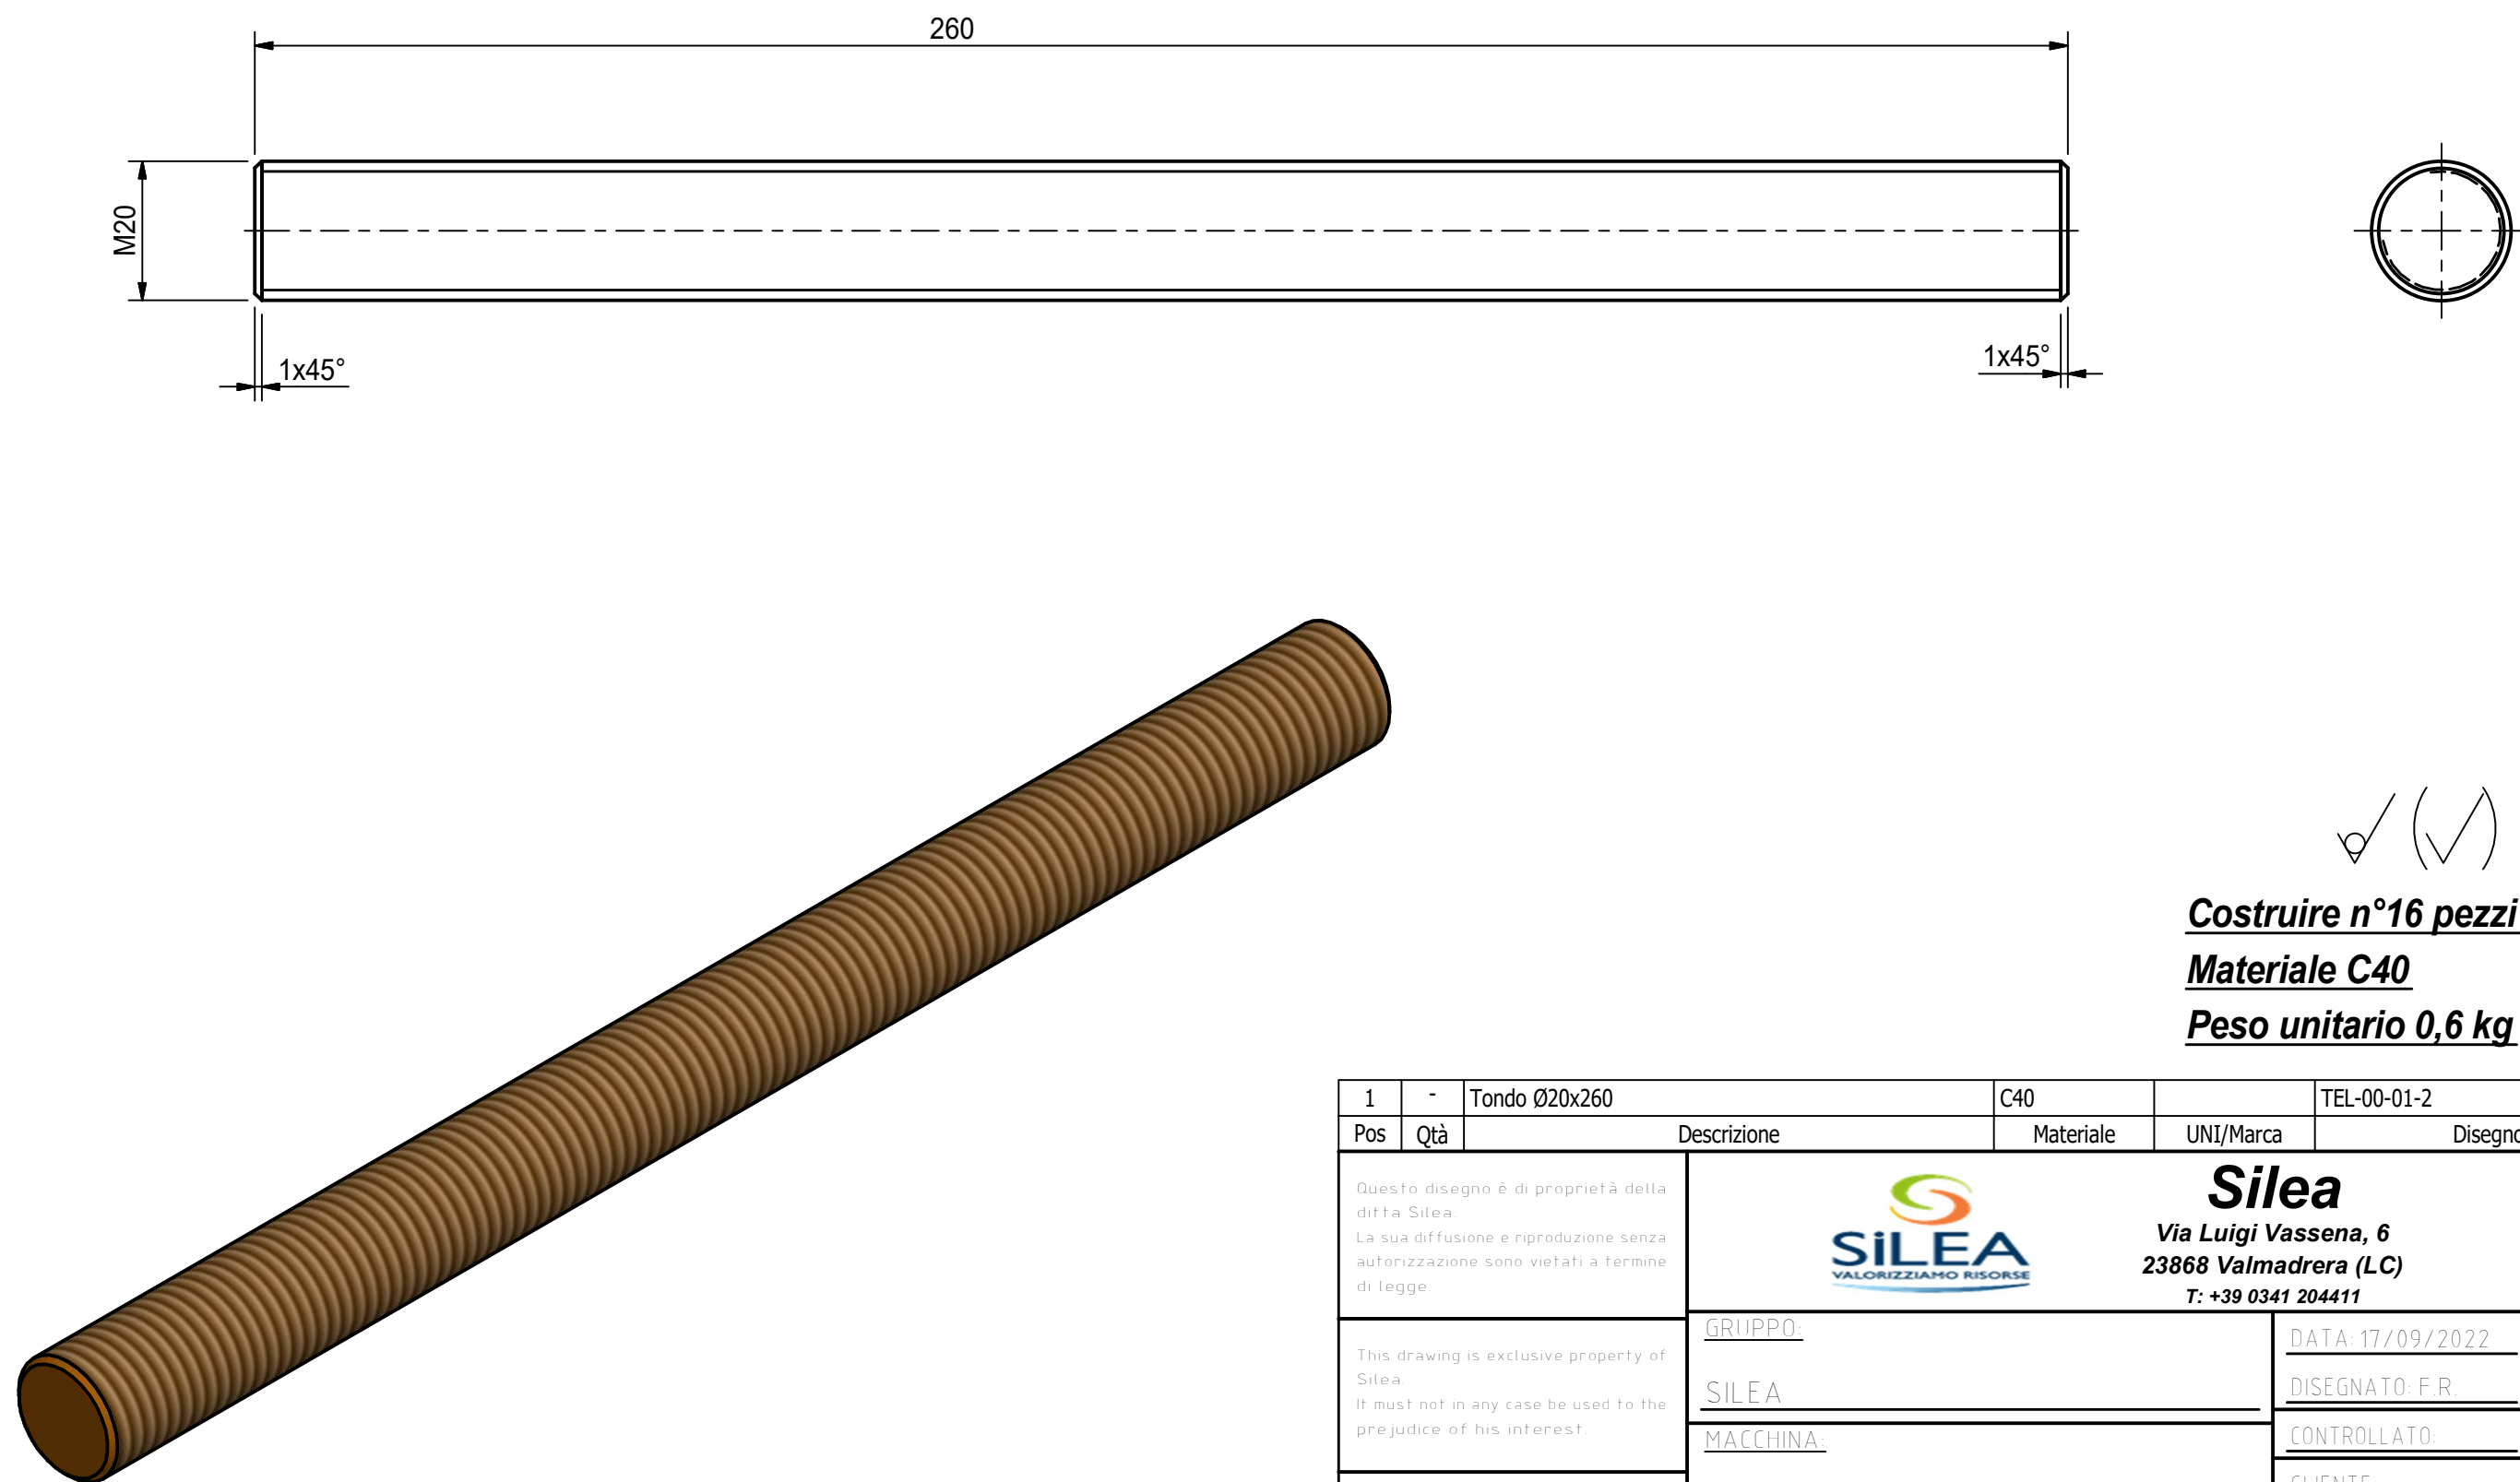 260
M20
1x45°
1x45°
Costruire n°16 pezzi
Materiale C40
Peso unitario 0,6 kg
1 - Tondo Ø20x260 C40 TEL-00-01-2
Pos Qtà Descrizione Materiale UNI/Marca Disegno
Questo disegno è di proprietà della
ditta Silea.
La sua diffusione e riproduzione senza
autorizzazione sono vietati a termine
di legge.
SiLEA
VALORIZZIAMO RISORSE
Silea
Via Luigi Vassena, 6
23868 Valmadrera (LC)
T: +39 0341 204411
This drawing is exclusive property of
Silea.
It must not in any case be used to the
prejudice of his interest.
GRUPPO:
SILEA
MACCHINA:
DATA: 17/09/2022
DISEGNATO: F.R.
CONTROLLATO: